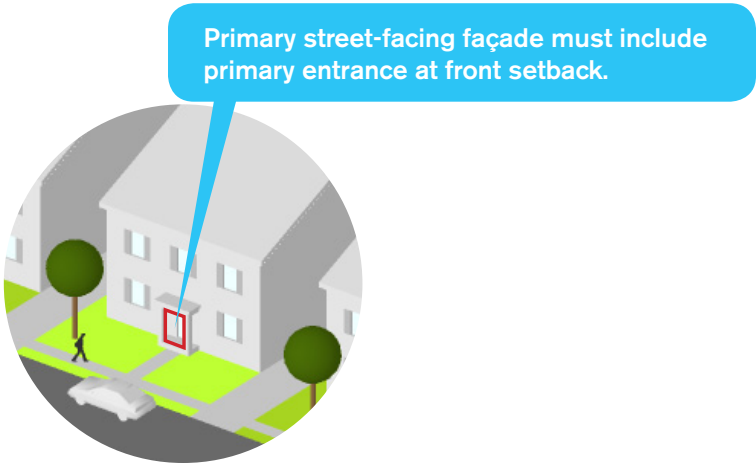 Primary street-facing façade must include
primary entrance at front setback.